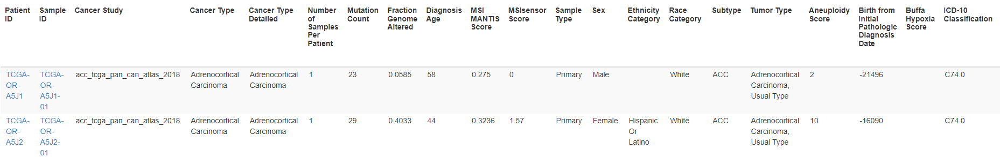 Patient ID
Sample ID
Cancer Study
Cancer Type
Cancer Type Detailed
Number of Samples Per Patient
Mutation Count
Fraction Genome Altered
Diagnosis Age
MSI MANTIS Score
MSIsensor Score
Sample Type
Sex
Ethnicity Category
Race Category
Subtype
Tumor Type
Aneuploidy Score
Birth from Initial Pathologic Diagnosis Date
Buffa Hypoxia Score
ICD-10 Classification
TCGA-OR-A5J1
TCGA-OR-A5J1-01
acc_tcga_pan_can_atlas_2018
Adrenocortical Carcinoma
Adrenocortical Carcinoma
1
23
0.0585
58
0.275
0
Primary
Male
White
ACC
Adrenocortical Carcinoma, Usual Type
2
-21496
C74.0
TCGA-OR-A5J2
TCGA-OR-A5J2-01
acc_tcga_pan_can_atlas_2018
Adrenocortical Carcinoma
Adrenocortical Carcinoma
1
29
0.4033
44
0.3236
1.57
Primary
Female
Hispanic Or Latino
White
ACC
Adrenocortical Carcinoma, Usual Type
10
-16090
C74.0